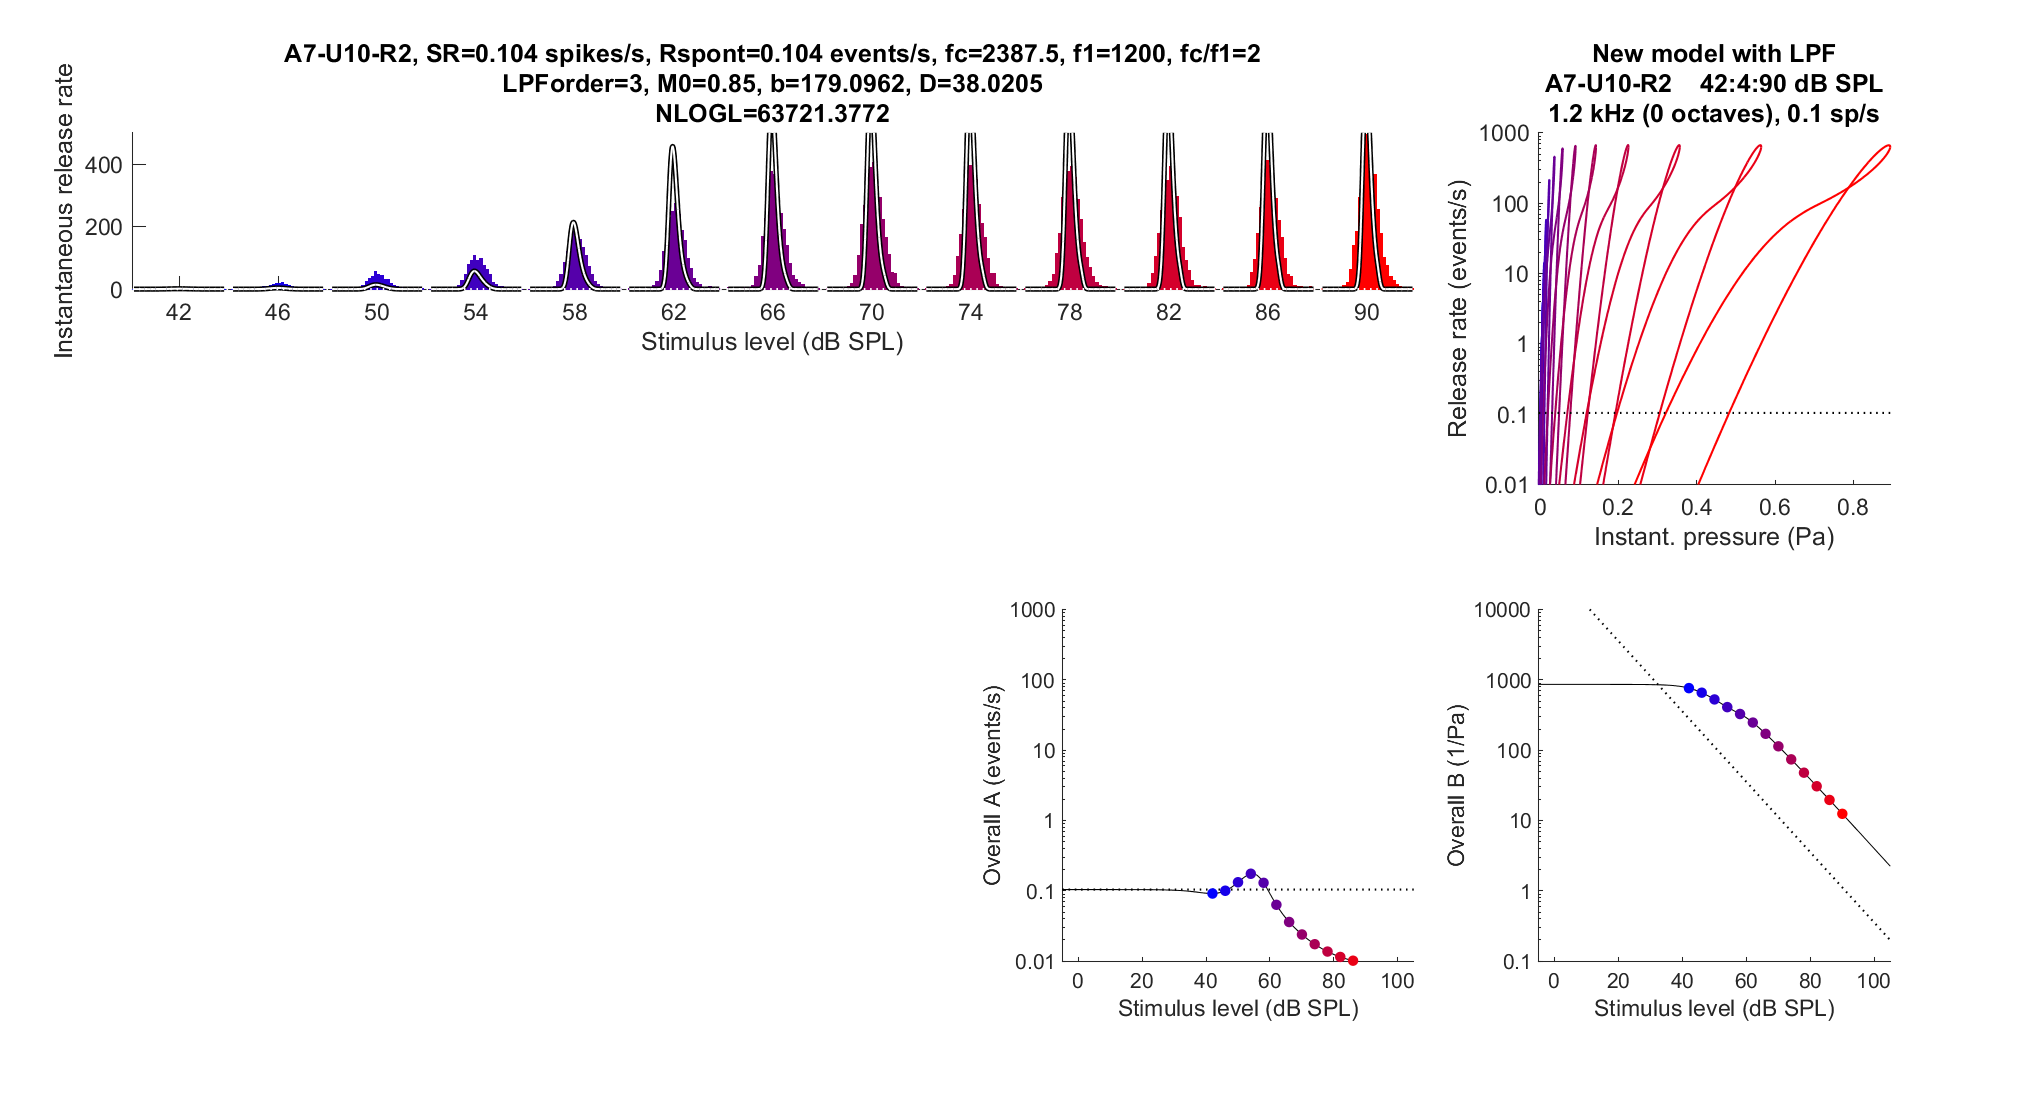 A7-U10-R2, SR=0.104 spikes/s, Rspont=0.104 events/s, fc=2387.5, f1=1200, fc/f1=2
LPForder=3, M0=0.85, b=179.0962, D=38.0205
NLOGL=63721.3772
Instantaneous release rate
400
200
0
42 46 50 54 58 62 66 70 74 78 82 86 90
Stimulus level (dB SPL)
New model with LPF
A7-U10-R2 42:4:90 dB SPL
1.2 kHz (0 octaves), 0.1 sp/s
Release rate (events/s)
1000
100
10
1
0.1
0.01
0 0.2 0.4 0.6 0.8
Instant. pressure (Pa)
Overall A (events/s)
1000
100
10
1
0.1
0.01
0 20 40 60 80 100
Stimulus level (dB SPL)
Overall B (1/Pa)
10000
1000
100
10
1
0.1
0 20 40 60 80 100
Stimulus level (dB SPL)